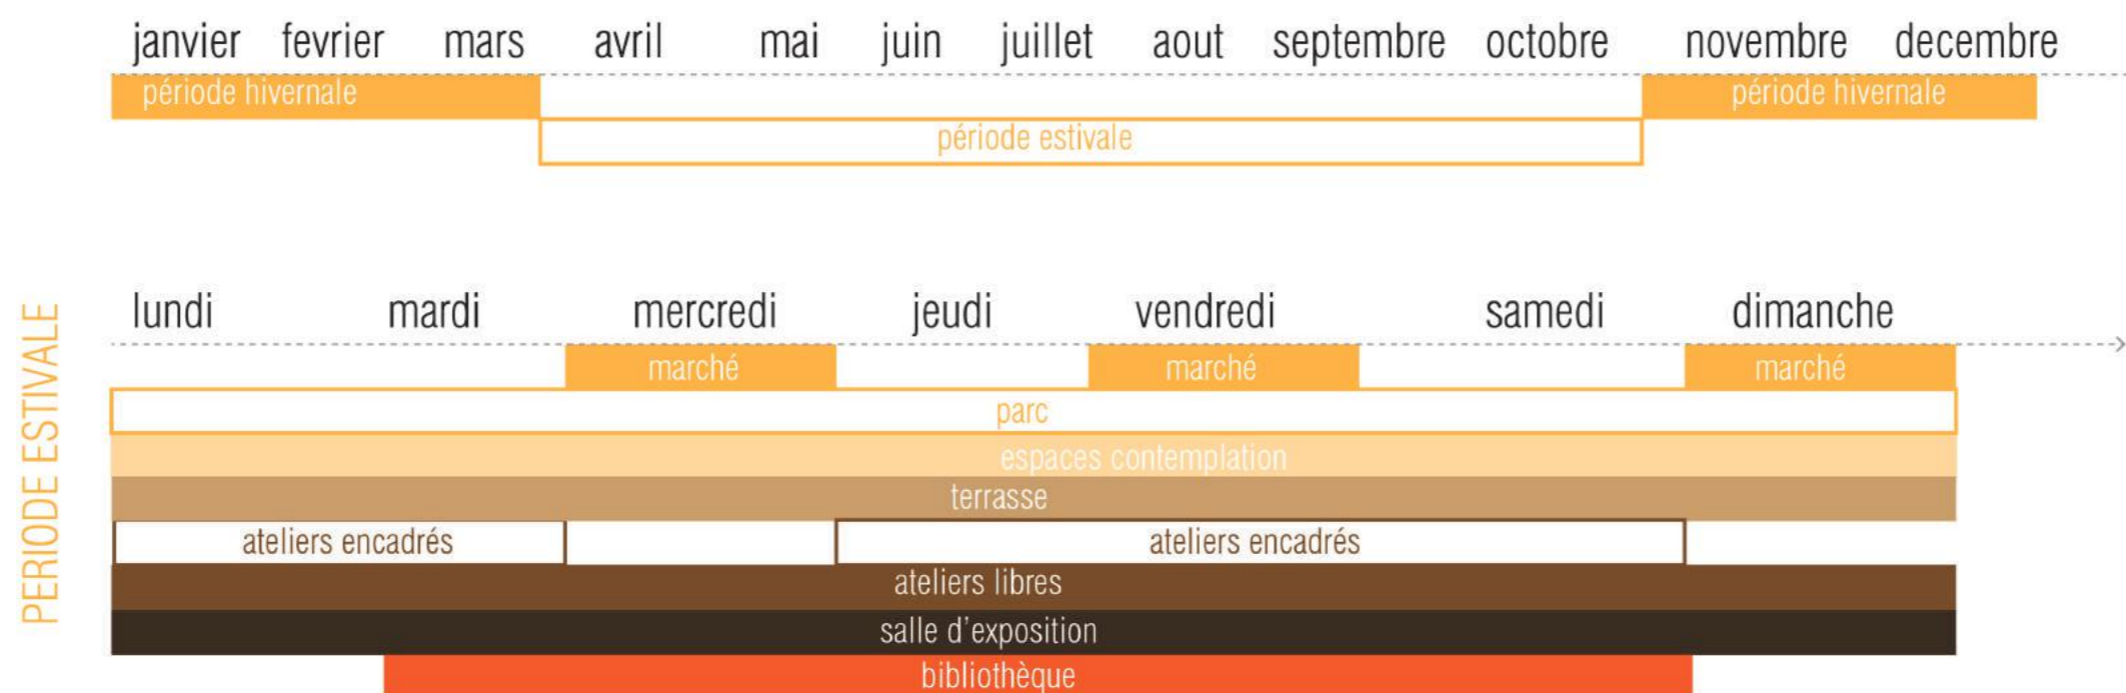 janvier fevrier mars avril mai juin juillet aout septembre octobre novembre decembre
période hivernale période hivernale
période estivale
PERIODE ESTIVALE
lundi mardi mercredi jeudi vendredi samedi dimanche
marché marché marché
parc
espaces contemplation
terrasse
ateliers encadrés ateliers encadrés
ateliers libres
salle d'exposition
bibliothèque